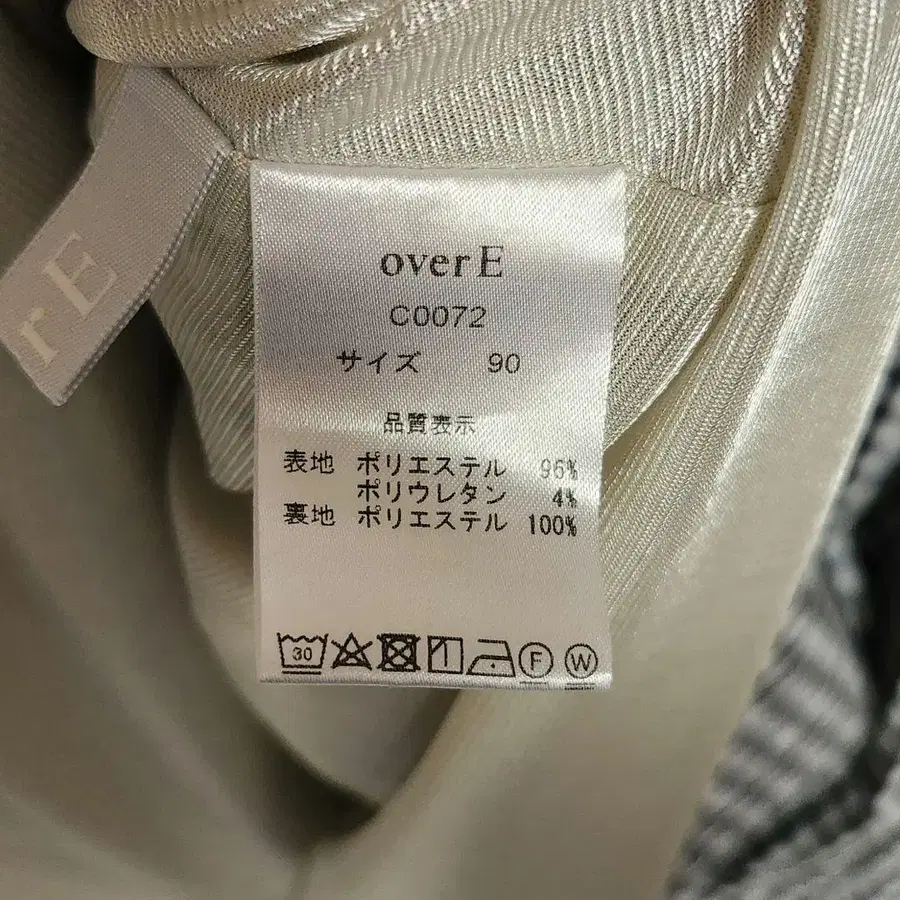 rE
over E
C0072
サイズ 90
品質表示
表地 ポリエステル 96%
ポリウレタン 4%
裏地 ポリエステル 100%
30 F W